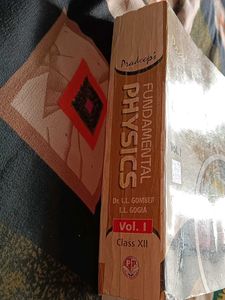 Pradeep's
FUNDAMENTAL
PHYSICS
Dr. K.L. GOMBER
K.L. GOGIA
Vol. I
Class XII